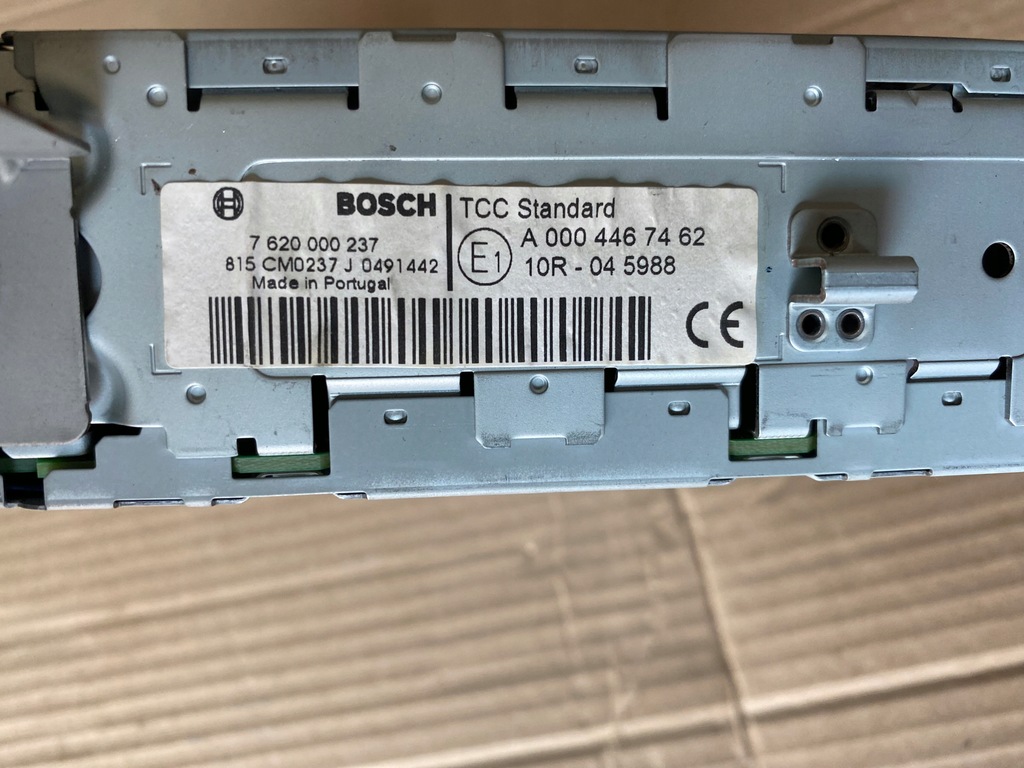 BOSCH
7 620 000 237
815 CM0237 J 0491442
Made in Portugal
TCC Standard
E1
A 000 446 74 62
10R - 04 5988
CE